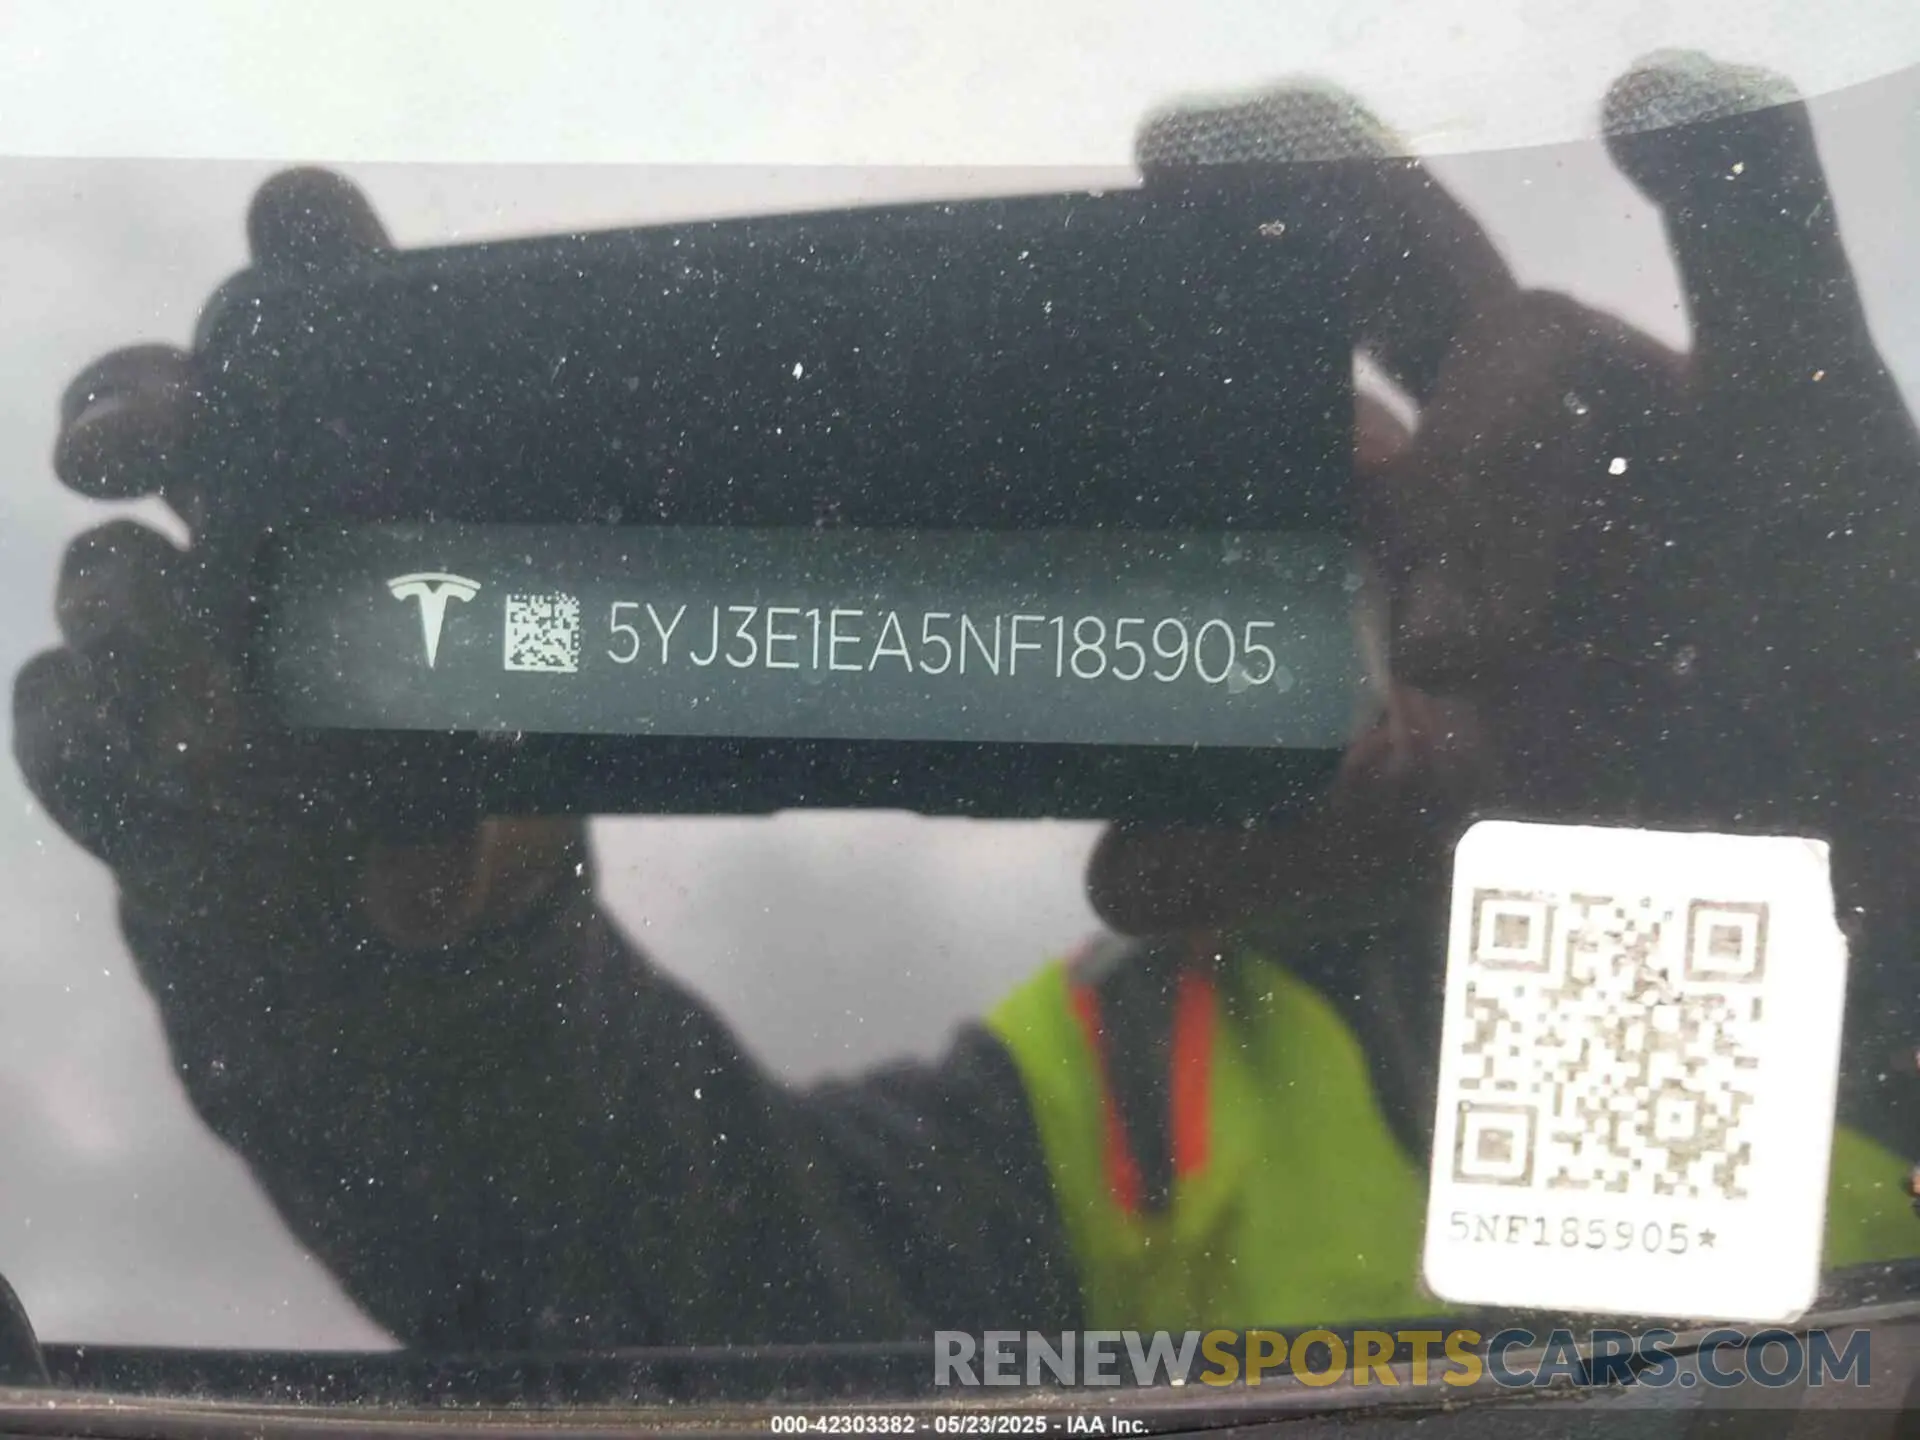 5YJ3E1EA5NF185905
5NF185905*
RENEWSPORTSCARS.COM
000-42303382 - 05/23/2025 - IAA Inc.